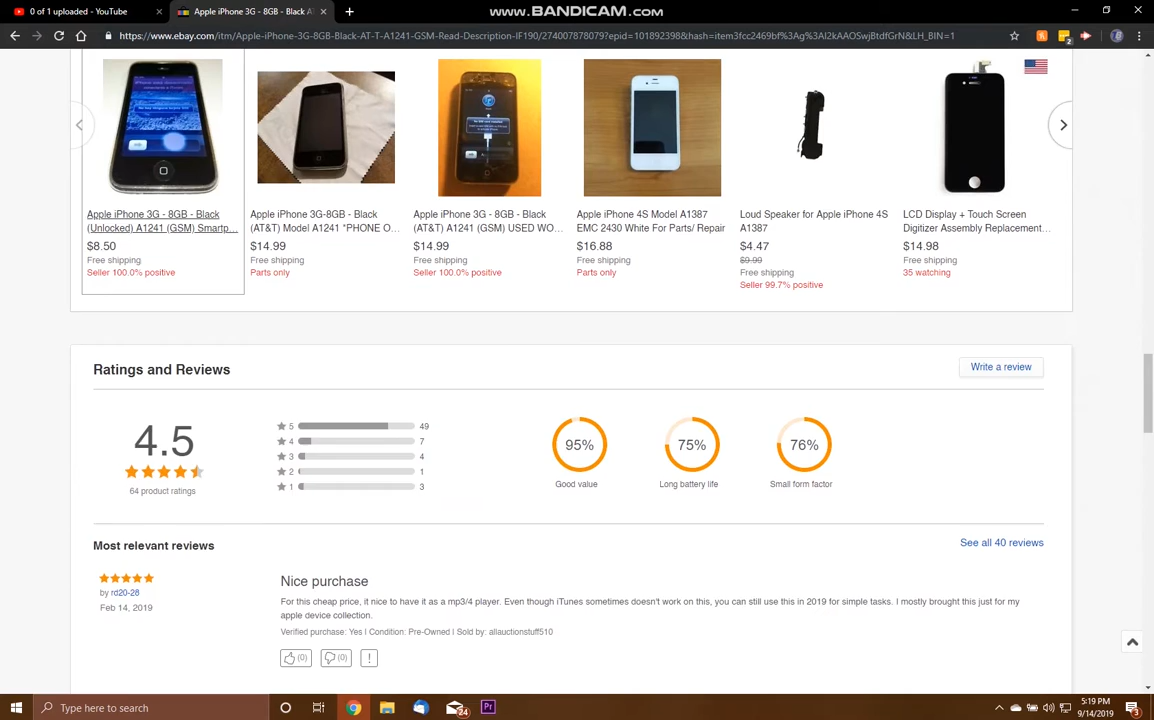 WWW.BANDICAM.COM
0 of 1 uploaded - YouTube
Apple iPhone 3G - 8GB - Black A
https://www.ebay.com/itm/Apple-iPhone-3G-8GB-Black-AT-T-A1241-GSM-Read-Description-IF190/274007878079?epid=101892398&hash=item3fcc2469bf%3Ag%3AI2kAAOSwjBtdfGrN&LH_BIN=1
2
Apple iPhone 3G - 8GB - Black
(Unlocked) A1241 (GSM) Smartp...
$8.50
Free shipping
Seller 100.0% positive
Apple iPhone 3G-8GB - Black
(AT&T) Model A1241 "PHONE O...
$14.99
Free shipping
Parts only
Apple iPhone 3G - 8GB - Black
(AT&T) A1241 (GSM) USED WO...
$14.99
Free shipping
Seller 100.0% positive
Apple iPhone 4S Model A1387
EMC 2430 White For Parts/ Repair
$16.88
Free shipping
Parts only
Loud Speaker for Apple iPhone 4S
A1387
$4.47
$9.99
Free shipping
Seller 99.7% positive
LCD Display + Touch Screen
Digitizer Assembly Replacement...
$14.98
Free shipping
35 watching
Ratings and Reviews
Write a review
4.5
64 product ratings
5 49
4 7
3 4
2 1
1 3
95%
Good value
75%
Long battery life
76%
Small form factor
Most relevant reviews
See all 40 reviews
by rd20-28
Feb 14, 2019
Nice purchase
For this cheap price, it nice to have it as a mp3/4 player. Even though iTunes sometimes doesn't work on this, you can still use this in 2019 for simple tasks. I mostly brought this just for my
apple device collection.
Verified purchase: Yes | Condition: Pre-Owned | Sold by: allauctionstuff510
(0) (0) !
Type here to search
24
Pr
5:19 PM
9/14/2019
3